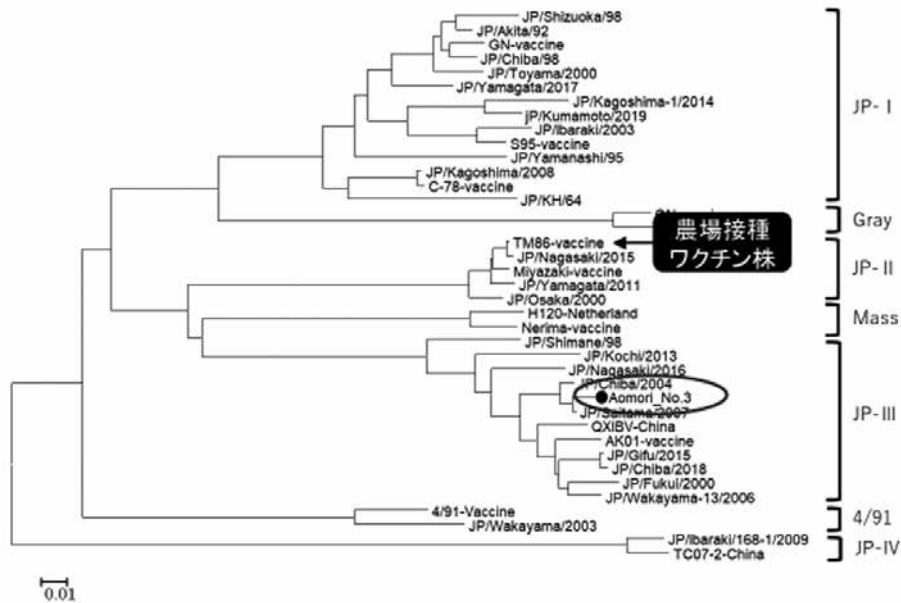 JP/Shizuoka/98
JP/Akita/92
GN-vaccine
JP/Chiba/98
JP/Toyama/2000
JP/Yamagata/2017
JP/Kagoshima-1/2014
jP/Kumamoto/2019
JP/Ibaraki/2003
S95-vaccine
JP/Yamanashi/95
JP/Kagoshima/2008
C-78-vaccine
JP/KH/64
JP-I
Gray
農場接種
ワクチン株
TM86-vaccine
JP/Nagasaki/2015
Miyazaki-vaccine
JP/Yamagata/2011
JP/Osaka/2000
JP-II
H120-Netherland
Nerima-vaccine
Mass
JP/Shimane/98
JP/Kochi/2013
JP/Nagasaki/2016
JP/Chiba/2004
Aomori_No.3
JP/Saitama/2007
QXIBV-China
AK01-vaccine
JP/Gifu/2015
JP/Chiba/2018
JP/Fukui/2000
JP/Wakayama-13/2006
JP-III
4/91-Vaccine
JP/Wakayama/2003
4/91
JP/Ibaraki/168-1/2009
TC07-2-China
JP-IV
0.01